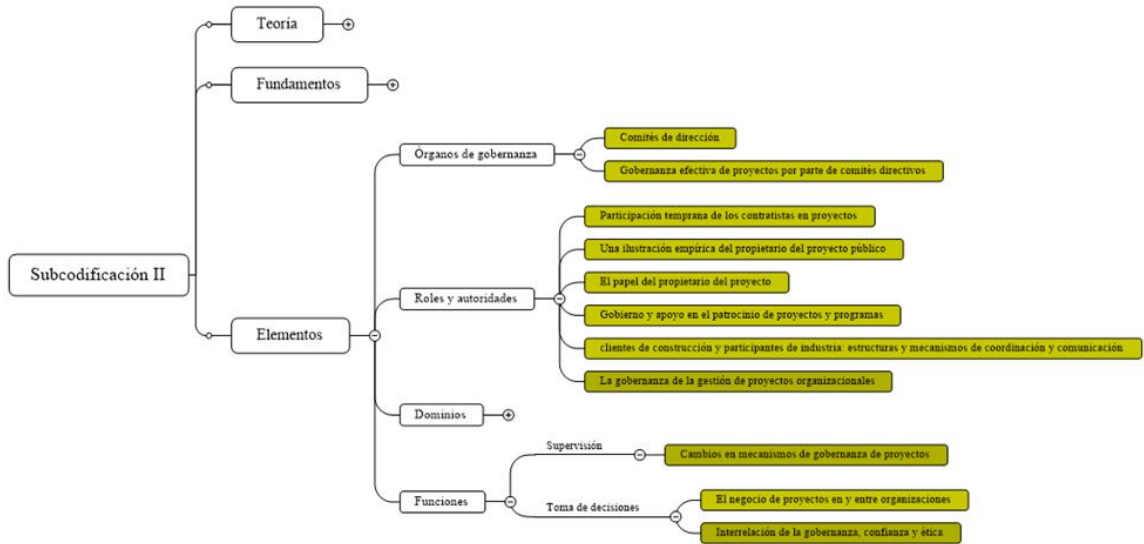 Teoría
Fundamentos
Órganos de gobernanza
Comités de dirección
Gobernanza efectiva de proyectos por parte de comités directivos
Participación temprana de los contratistas en proyectos
Una ilustración empírica del propietario del proyecto público
Subcodificación II
Roles y autoridades
El papel del propietario del proyecto
Elementos
Gobierno y apoyo en el patrocinio de proyectos y programas
clientes de construcción y participantes de industria: estructuras y mecanismos de coordinación y comunicación
La gobernanza de la gestión de proyectos organizacionales
Dominios
Supervisión
Cambios en mecanismos de gobernanza de proyectos
Funciones
Toma de decisiones
El negocio de proyectos en y entre organizaciones
Interrelación de la gobernanza, confianza y ética